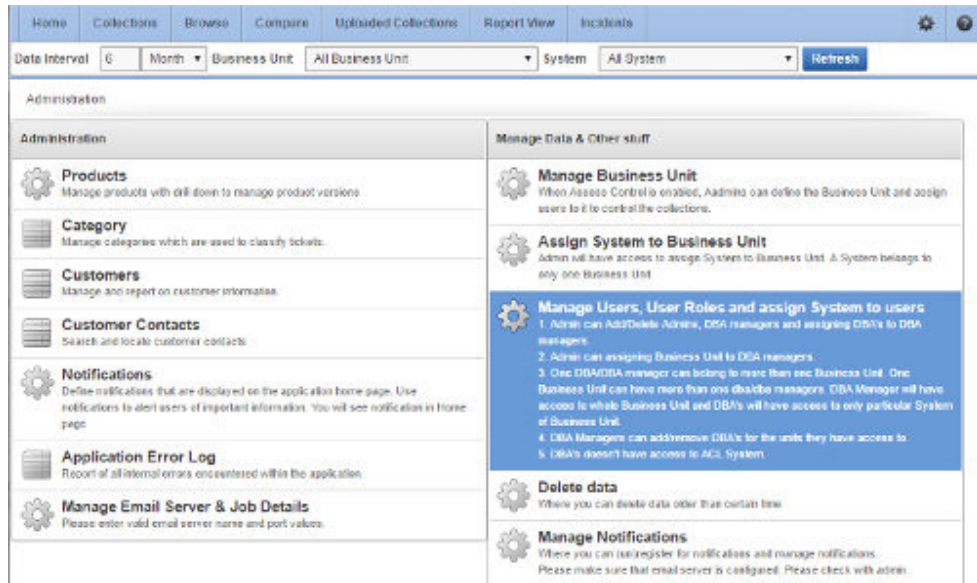 Home Collections Browse Compare Uploaded Collections Report View Incidents
Data Interval 6 Month Business Unit All Business Unit System All System Refresh
Administration
Administration
Products
Manage products with drill down to manage product versions
Category
Manage categories which are used to classify tickets.
Customers
Manage and report on customer information.
Customer Contacts
Search and locate customer contacts
Notifications
Define notifications that are displayed on the application home page. Use
notifications to alert users of important information. You will see notification in Home
page
Application Error Log
Report of all internal errors encountered within the application.
Manage Email Server & Job Details
Please enter valid email server name and port values.
Manage Data & Other stuff
Manage Business Unit
When Access Control is enabled, Aadmins can define the Business Unit and assign
users to it to control the collections.
Assign System to Business Unit
Admin will have access to assign System to Business Unit. A System belongs to
only one Business Unit
Manage Users, User Roles and assign System to users
1. Admin can Add/Delete Admins, DBA managers and assigning DBA's to DBA
managers.
2. Admin can assigning Business Unit to DBA managers.
3. One DBA/DBA manager can belong to more than one Business Unit. One
Business Unit can have more than one dba/dba managers. DBA Manager will have
access to whole Business Unit and DBA's will have access to only particular System
of Business Unit.
4. DBA Managers can add/remove DBA's for the units they have access to
5. DBA's doesn't have access to ACL System.
Delete data
Where you can delete data older than certain time
Manage Notifications
Where you can (un)register for notifications and manage notifications.
Please make sure that email server is configured. Please check with admin.